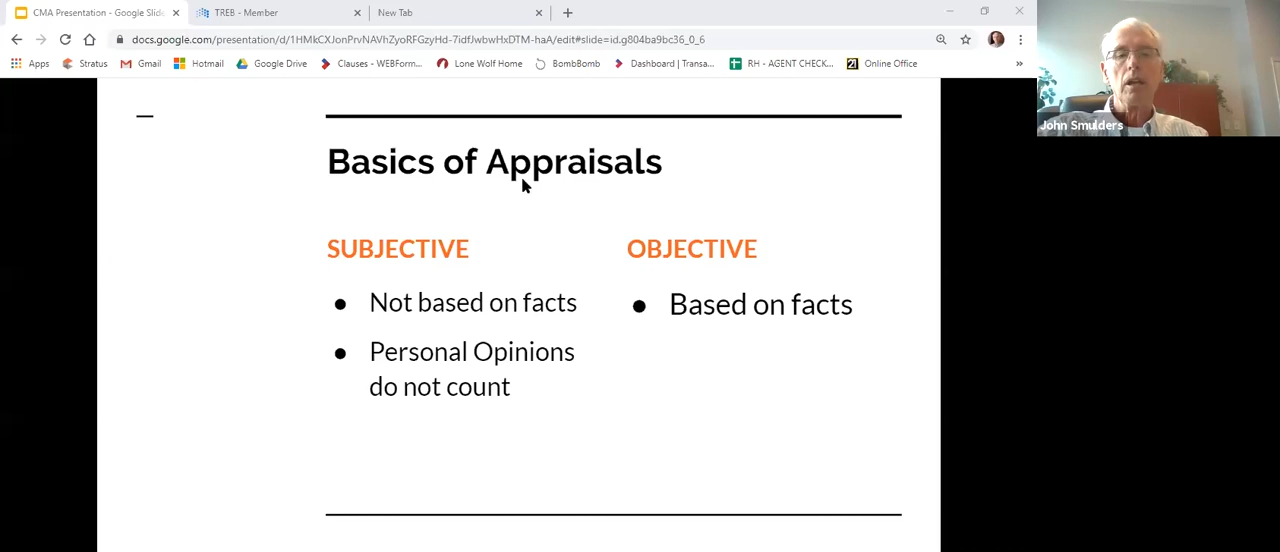 CMA Presentation - Google Slid
TREB - Member
New Tab
docs.google.com/presentation/d/1HMkCXJonPrvNAVhZyoRFGzyHd-7idfJwbwHxDTM-haA/edit#slide=id.g804ba9bc36_0_6
Apps
Stratus
Gmail
Hotmail
Google Drive
Clauses - WEBForm...
Lone Wolf Home
BombBomb
Dashboard | Transa...
RH - AGENT CHECK...
21
Online Office
»
John Smulders
Basics of Appraisals
SUBJECTIVE
● Not based on facts
● Personal Opinions
do not count
OBJECTIVE
● Based on facts